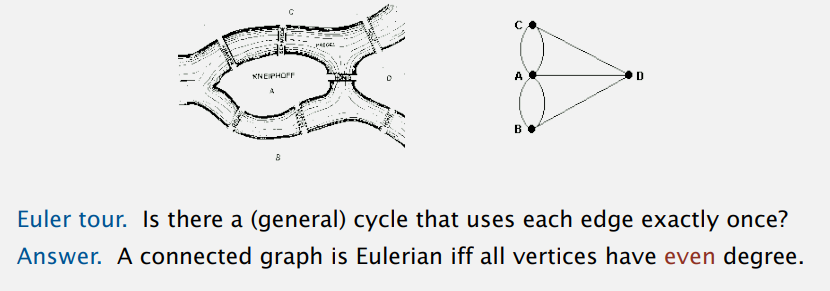 C
PREGEL
KNEIPHOFF
A
D
B
C
A
D
B
Euler tour. Is there a (general) cycle that uses each edge exactly once?
Answer. A connected graph is Eulerian iff all vertices have even degree.